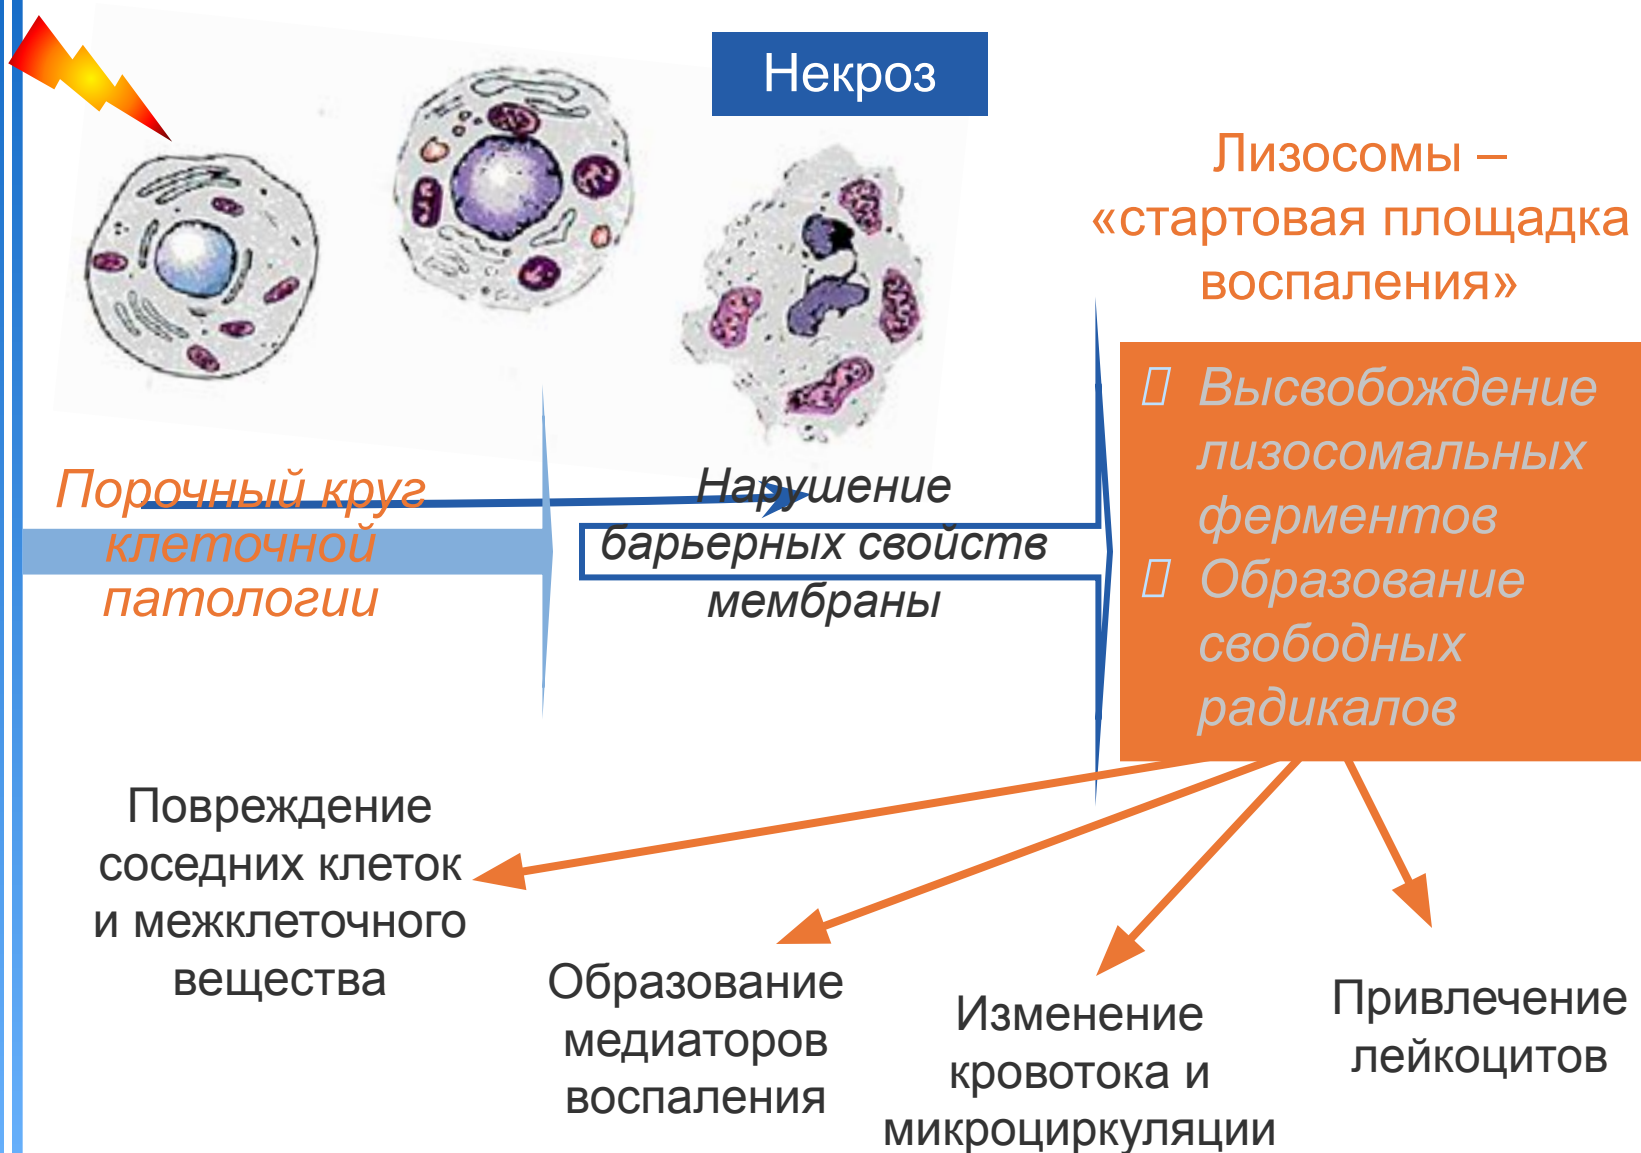 Некроз
Лизосомы –
«стартовая площадка
воспаления»
Порочный круг
клеточной
патологии
Нарушение
барьерных свойств
мембраны
Высвобождение
лизосомальных
ферментов
Образование
свободных
радикалов
Повреждение
соседних клеток
и межклеточного
вещества
Образование
медиаторов
воспаления
Изменение
кровотока и
микроциркуляции
Привлечение
лейкоцитов